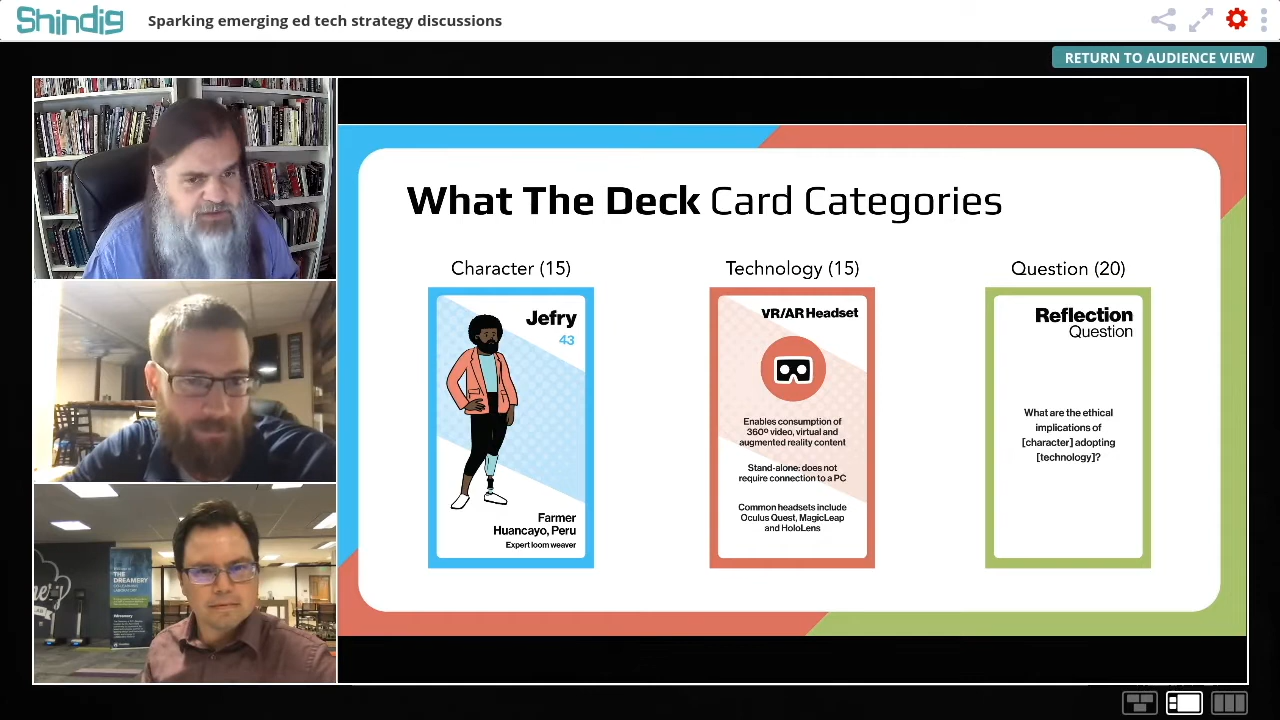 Shindig
Sparking emerging ed tech strategy discussions
RETURN TO AUDIENCE VIEW
What The Deck Card Categories
Character (15)
Jefry
43
Farmer
Huancayo, Peru
Expert loom weaver
Technology (15)
VR/AR Headset
Enables consumption of
360º video, virtual and
augmented reality content
Stand-alone: does not
require connection to a PC
Common headsets include
Oculus Quest, MagicLeap
and HoloLens
Question (20)
Reflection
Question
What are the ethical
implications of
[character] adopting
[technology]?
THE
DREAMERY